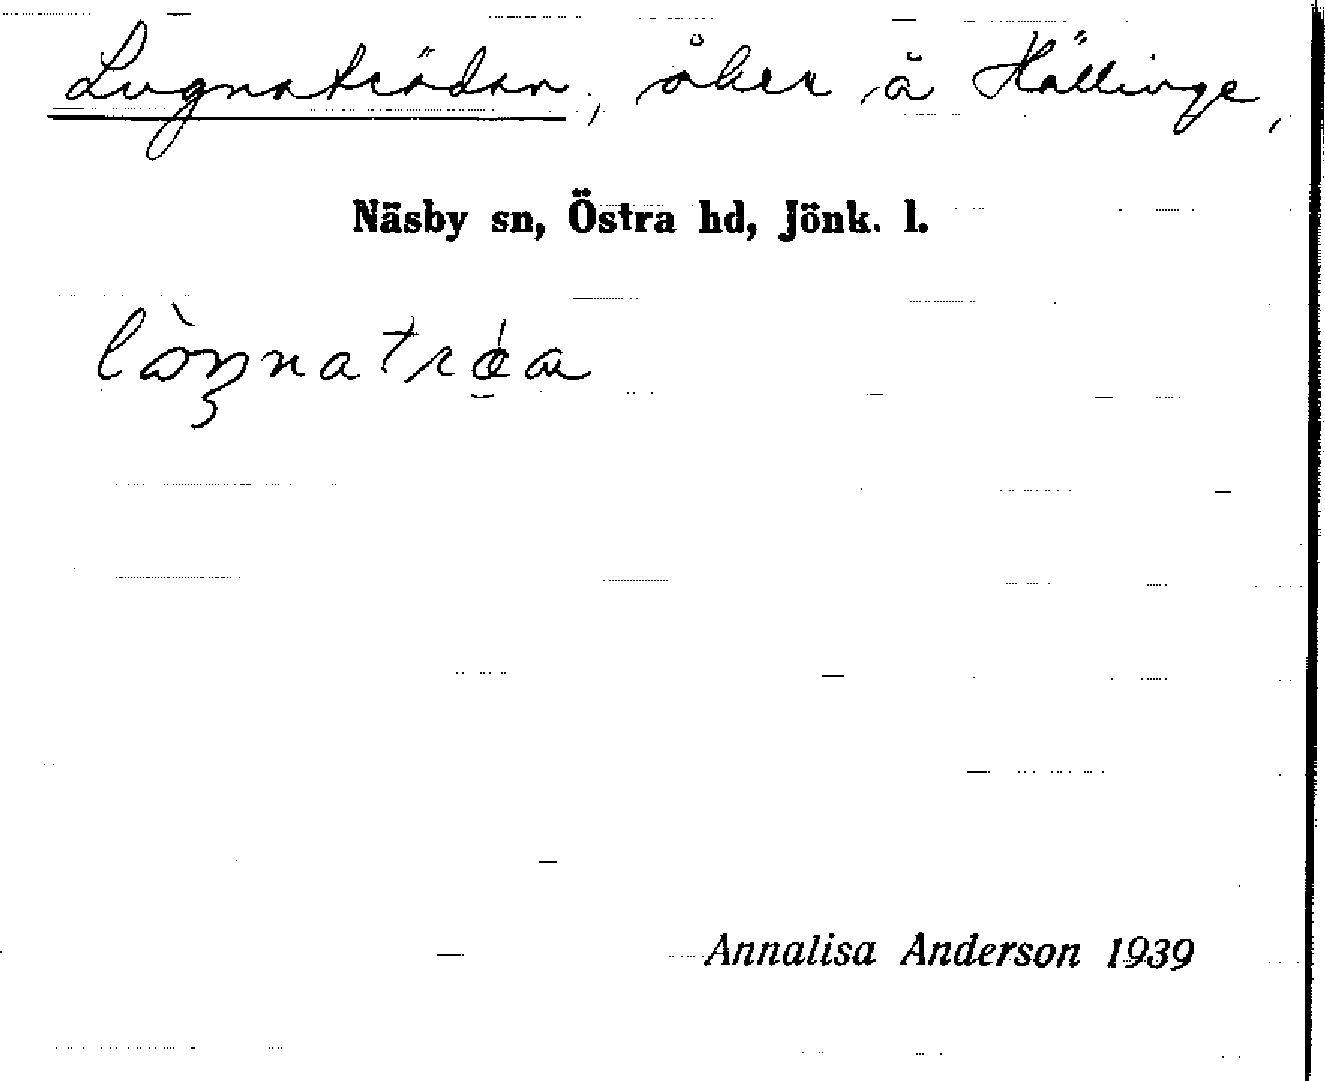 Lugnaträdan, åker å Hällinge,
Näsby sn, Östra hd, Jönk. l.
Annalisa Anderson 1939